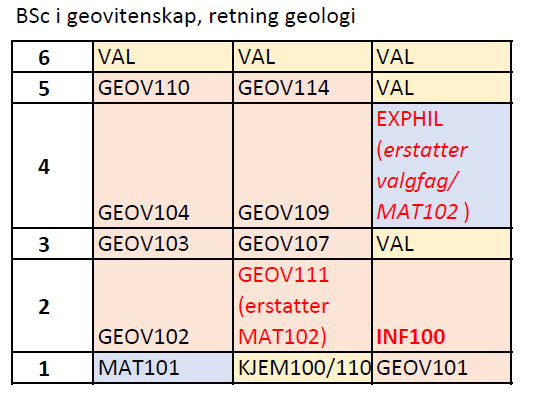 BSc i geovitenskap, retning geologi
6 VAL VAL VAL
5 GEOV110 GEOV114 VAL
4 GEOV104 GEOV109 EXPHIL
(erstatter
valgfag/
MAT102 )
3 GEOV103 GEOV107 VAL
2 GEOV102 GEOV111
(erstatter
MAT102) INF100
1 MAT101 KJEM100/110 GEOV101